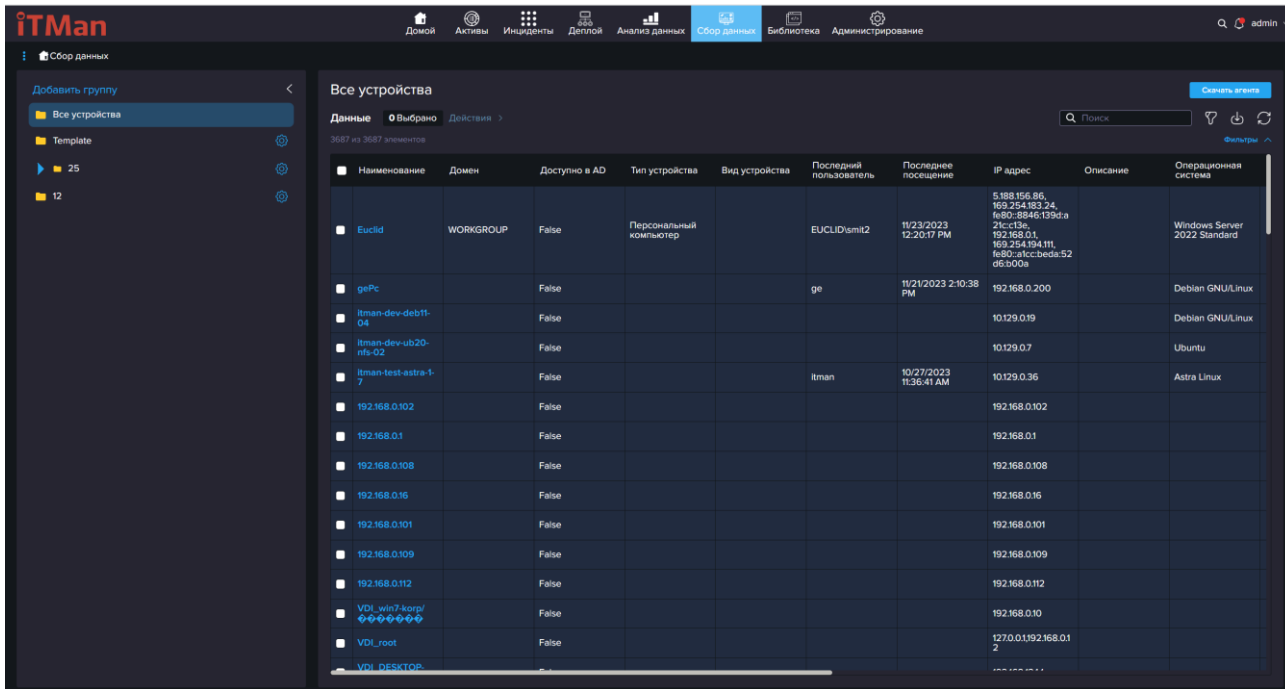 iTMan
Домой
Активы
Инциденты
Деплой
Анализ данных
Сбор данных
Библиотека
Администрирование
admin
Сбор данных
Добавить группу
Все устройства
Template
25
12
Все устройства
Скачать агента
Данные 0 Выбрано Действия
Поиск
3687 из 3687 элементов
Фильтры
Наименование Домен Доступно в AD Тип устройства Вид устройства Последний пользователь Последнее посещение IP адрес Описание Операционная система
5.188.156.86,
169.254.183.24,
fe80::8846:139d:a
21c:c13e,
192.168.0.1,
169.254.194.111,
fe80::a1cc:beda:52
d6:b00a
Euclid WORKGROUP False Персональный компьютер EUCLID\smit2 11/23/2023 12:20:17 PM Windows Server 2022 Standard
gePc False ge 11/21/2023 2:10:38 PM 192.168.0.200 Debian GNU/Linux
itman-dev-deb11-04 False 10.129.0.19 Debian GNU/Linux
itman-dev-ub20-nfs-02 False 10.129.0.7 Ubuntu
itman-test-astra-1-7 False itman 10/27/2023 11:36:41 AM 10.129.0.36 Astra Linux
192.168.0.102 False 192.168.0.102
192.168.0.1 False 192.168.0.1
192.168.0.108 False 192.168.0.108
192.168.0.16 False 192.168.0.16
192.168.0.101 False 192.168.0.101
192.168.0.109 False 192.168.0.109
192.168.0.112 False 192.168.0.112
VDI_win7-korp/ ������� False 192.168.0.10
VDI_root False 127.0.0.1,192.168.0.12
VDI_DESKTOP-